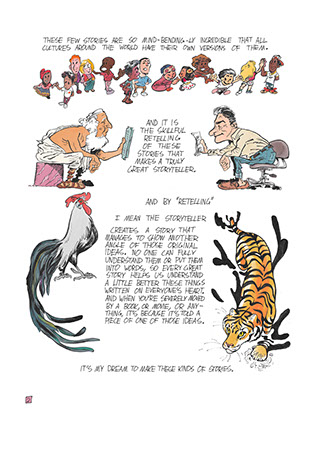 THESE FEW STORIES ARE SO MIND-BENDING-LY INCREDIBLE THAT ALL
CULTURES AROUND THE WORLD HAVE THEIR OWN VERSIONS OF THEM.
AND IT IS
THE SKILLFUL
RETELLING
OF THESE
STORIES THAT
MAKES A TRULY
GREAT STORYTELLER.
AND BY "RETELLING"
I MEAN THE STORYTELLER
CREATES A STORY THAT
MANAGES TO SHOW ANOTHER
ANGLE OF THOSE ORIGINAL
IDEAS. NO ONE CAN FULLY
UNDERSTAND THEM OR PUT THEM
INTO WORDS, SO EVERY GREAT
STORY HELPS US UNDERSTAND
A LITTLE BETTER THESE THINGS
WRITTEN ON EVERYONE'S HEART.
AND WHEN YOU'RE SEVERELY MOVED
BY A BOOK, OR MOVIE, OR ANY-
THING, IT'S BECAUSE IT'S TOLD A
PIECE OF ONE OF THOSE IDEAS.
IT'S MY DREAM TO MAKE THESE KINDS OF STORIES.